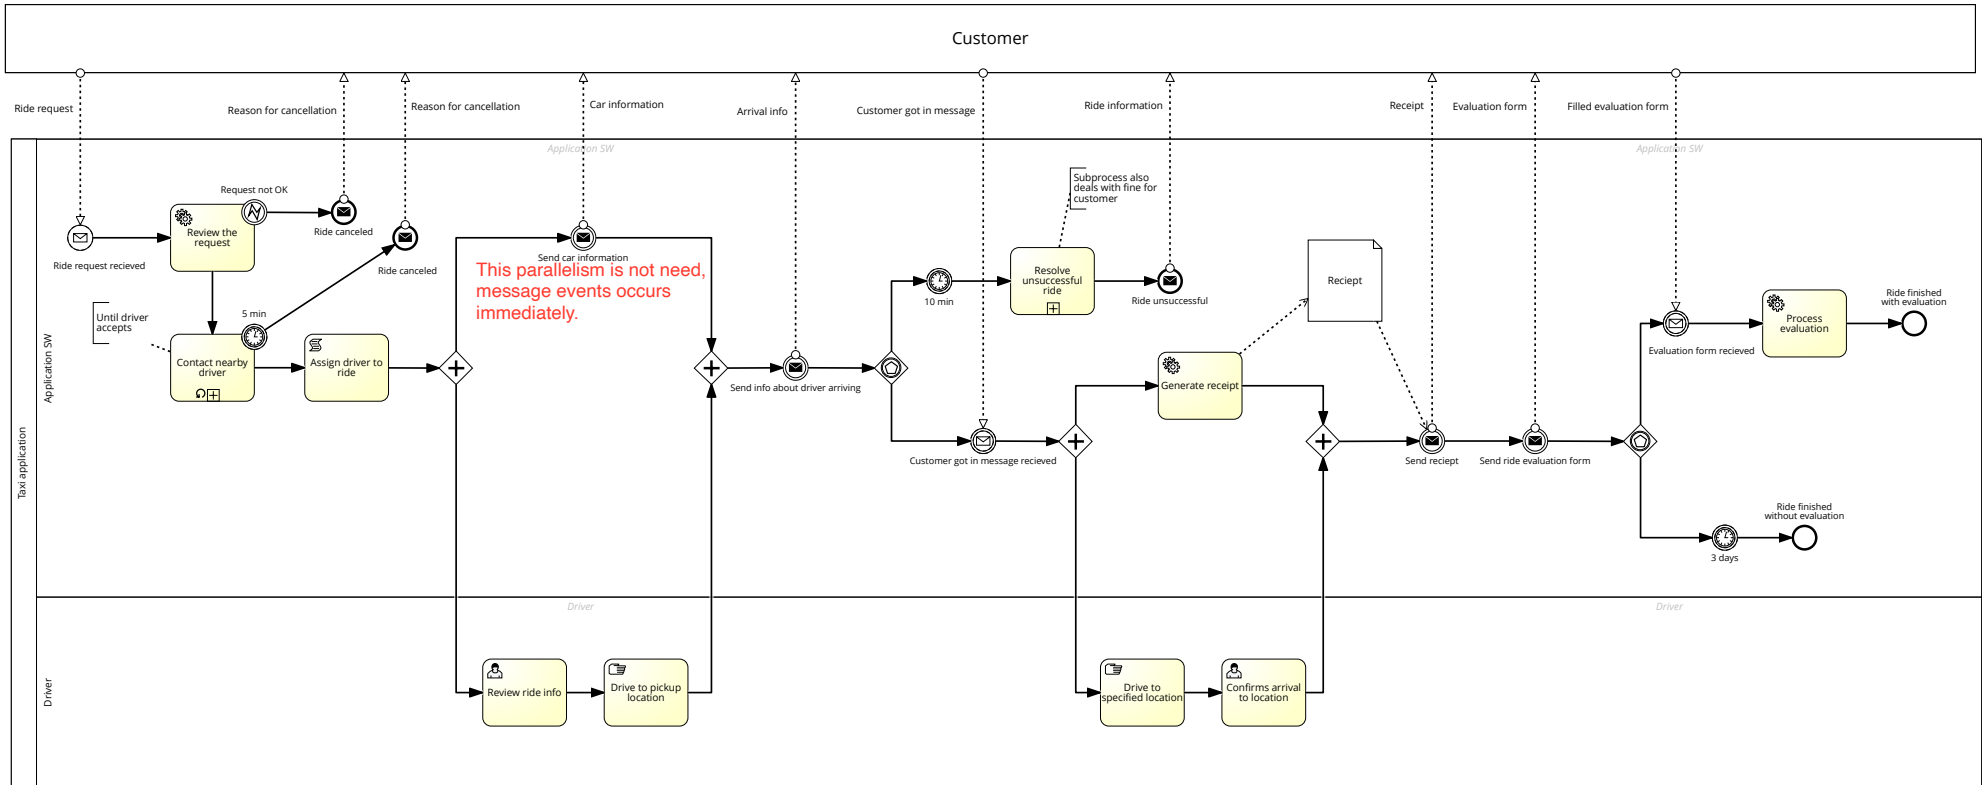 Customer
Ride request
Reason for cancellation
Reason for cancellation
Car information
Arrival info
Customer got in message
Ride information
Receipt
Evaluation form
Filled evaluation form
Taxi application
Application SW
Application SW
Application SW
Ride request recieved
Review the
request
Request not OK
Ride canceled
Ride canceled
Until driver
accepts
5 min
Contact nearby
driver
Assign driver to
ride
Send car information
This parallelism is not need,
message events occurs
immediately.
Send info about driver arriving
10 min
Subprocess also
deals with fine for
customer
Resolve
unsuccessful
ride
Ride unsuccessful
Customer got in message recieved
Generate receipt
Reciept
Send reciept
Send ride evaluation form
Evaluation form recieved
Process
evaluation
Ride finished
with evaluation
3 days
Ride finished
without evaluation
Driver
Driver
Driver
Review ride info
Drive to pickup
location
Drive to
specified location
Confirms arrival
to location